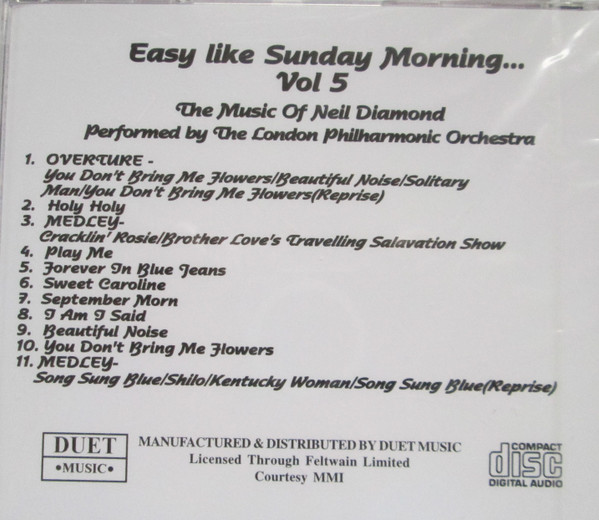 Easy like Sunday Morning...
Vol 5
The Music Of Neil Diamond
Performed by The London Philharmonic Orchestra
1. OVERTURE -
You Don't Bring Me Flowers/Beautiful Noise/Solitary
Man/You Don't Bring Me Flowers(Reprise)
2. Holy Holy
3. MEDLEY-
Cracklin' Rosie/Brother Love's Travelling Salavation Show
4. Play Me
5. Forever In Blue Jeans
6. Sweet Caroline
7. September Morn
8. I Am I Said
9. Beautiful Noise
10. You Don't Bring Me Flowers
11. MEDLEY-
Song Sung Blue/Shilo/Kentucky Woman/Song Sung Blue(Reprise)
DUET
•MUSIC•
MANUFACTURED & DISTRIBUTED BY DUET MUSIC
Licensed Through Feltwain Limited
Courtesy MMI
COMPACT
disc
DIGITAL AUDIO